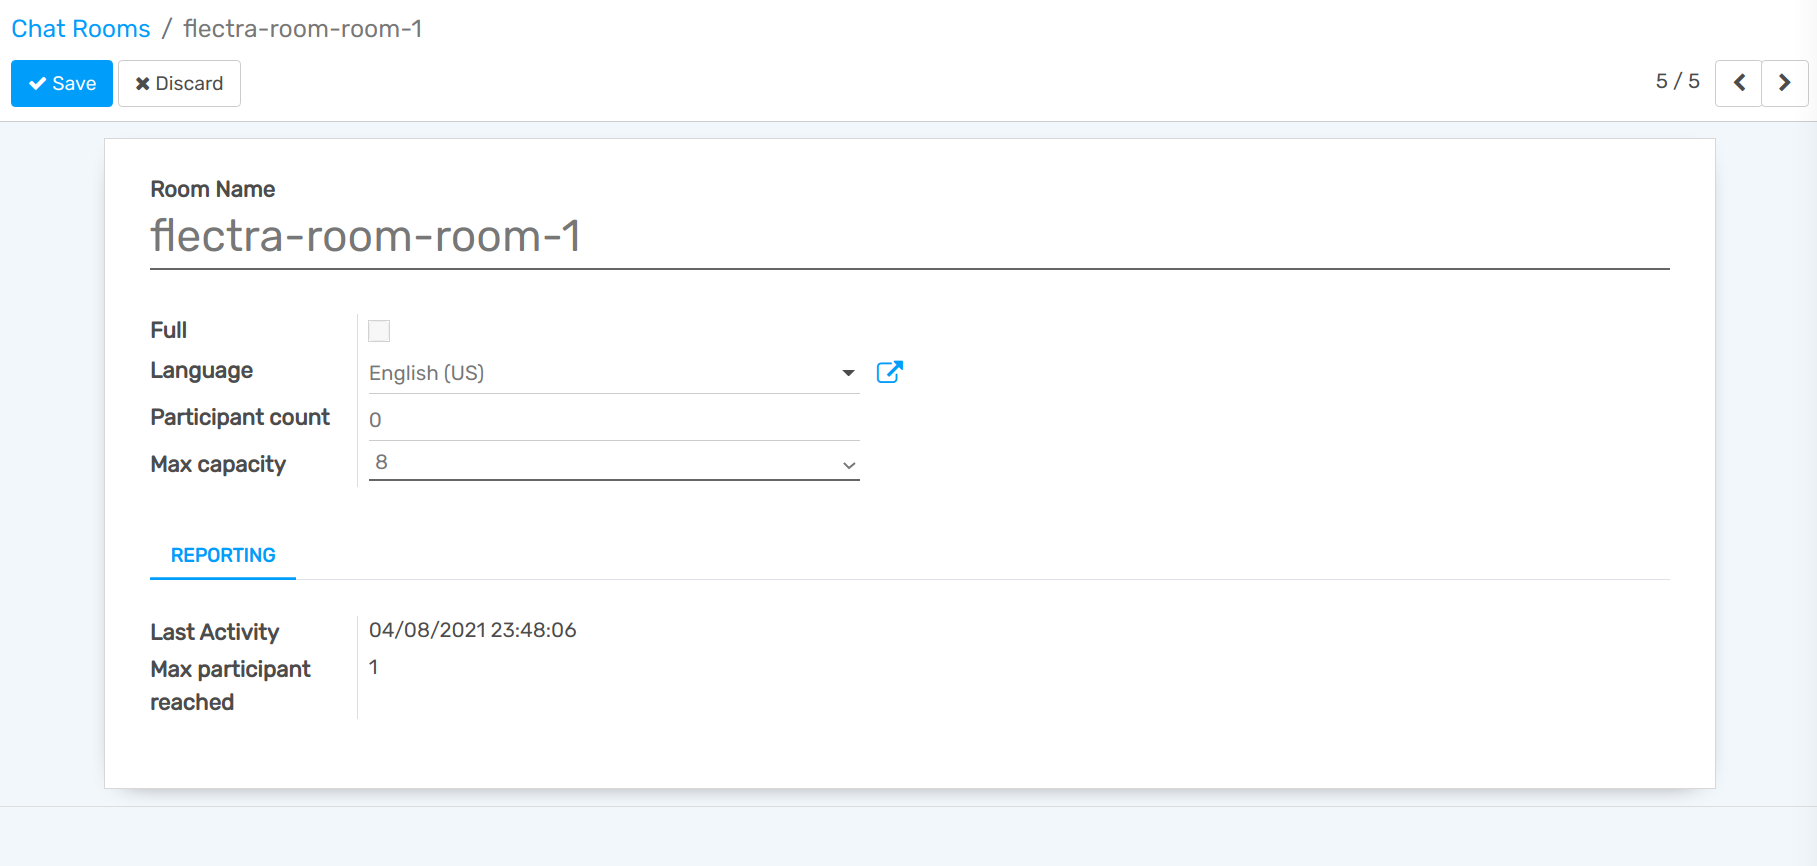 Chat Rooms / flectra-room-room-1
Save Discard 5 / 5
Room Name
flectra-room-room-1
Full
Language English (US)
Participant count 0
Max capacity 8
REPORTING
Last Activity 04/08/2021 23:48:06
Max participant 1
reached